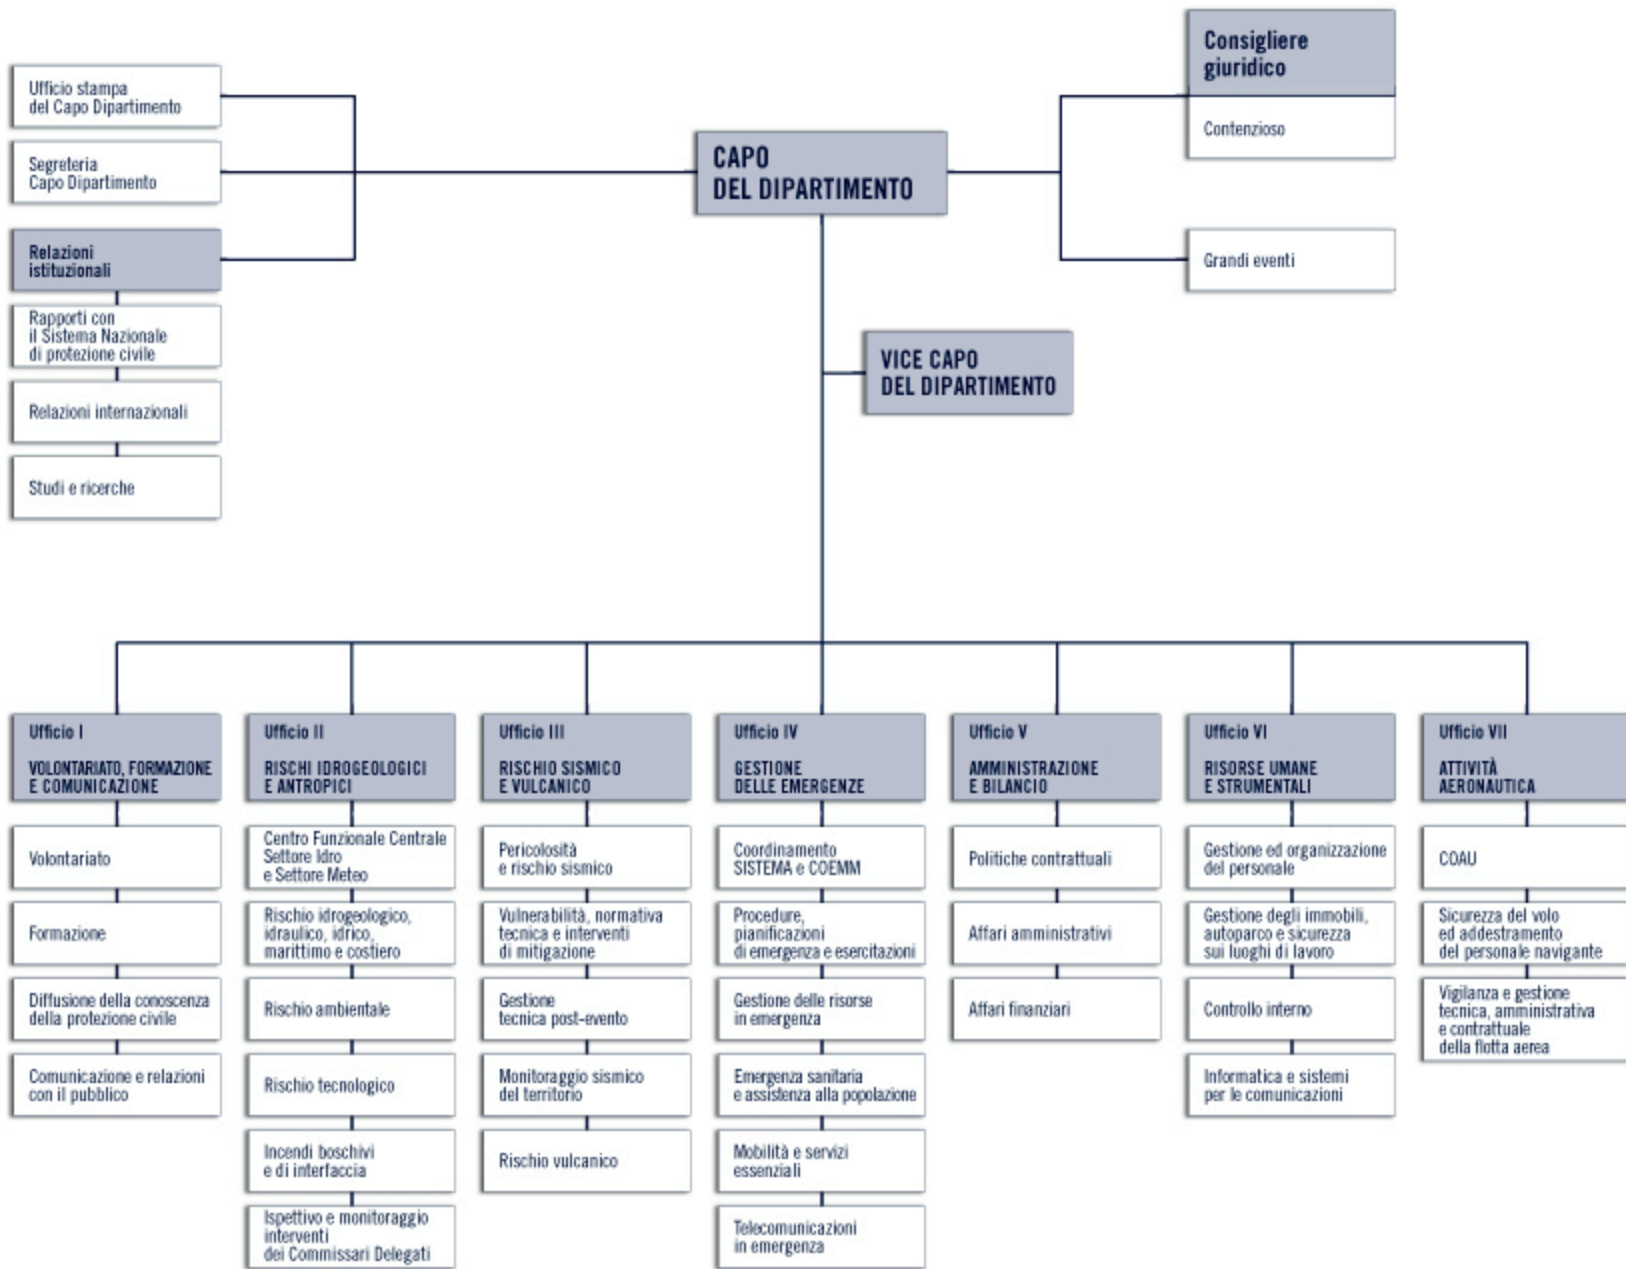 Ufficio stampa
del Capo Dipartimento
Segreteria
Capo Dipartimento
Relazioni
istituzionali
Rapporti con
il Sistema Nazionale
di protezione civile
Relazioni internazionali
Studi e ricerche
CAPO
DEL DIPARTIMENTO
Consigliere
giuridico
Contenzioso
Grandi eventi
VICE CAPO
DEL DIPARTIMENTO
Ufficio I
VOLONTARIATO, FORMAZIONE
E COMUNICAZIONE
Volontariato
Formazione
Diffusione della conoscenza
della protezione civile
Comunicazione e relazioni
con il pubblico
Ufficio II
RISCHI IDROGEOLOGICI
E ANTROPICI
Centro Funzionale Centrale
Settore Idro
e Settore Meteo
Rischio idrogeologico,
idraulico, idrico,
marittimo e costiero
Rischio ambientale
Rischio tecnologico
Incendi boschivi
e di interfaccia
Ispettivo e monitoraggio
interventi
dei Commissari Delegati
Ufficio III
RISCHIO SISMICO
E VULCANICO
Pericolosità
e rischio sismico
Vulnerabilità, normativa
tecnica e interventi
di mitigazione
Gestione
tecnica post-evento
Monitoraggio sismico
del territorio
Rischio vulcanico
Ufficio IV
GESTIONE
DELLE EMERGENZE
Coordinamento
SISTEMA e COEMM
Procedure,
pianificazioni
di emergenza e esercitazioni
Gestione delle risorse
in emergenza
Emergenza sanitaria
e assistenza alla popolazione
Mobilità e servizi
essenziali
Telecomunicazioni
in emergenza
Ufficio V
AMMINISTRAZIONE
E BILANCIO
Politiche contrattuali
Affari amministrativi
Affari finanziari
Ufficio VI
RISORSE UMANE
E STRUMENTALI
Gestione ed organizzazione
del personale
Gestione degli immobili,
autoparco e sicurezza
sui luoghi di lavoro
Controllo interno
Informatica e sistemi
per le comunicazioni
Ufficio VII
ATTIVITÀ
AERONAUTICA
COAU
Sicurezza del volo
ed addestramento
del personale navigante
Vigilanza e gestione
tecnica, amministrativa
e contrattuale
della flotta aerea